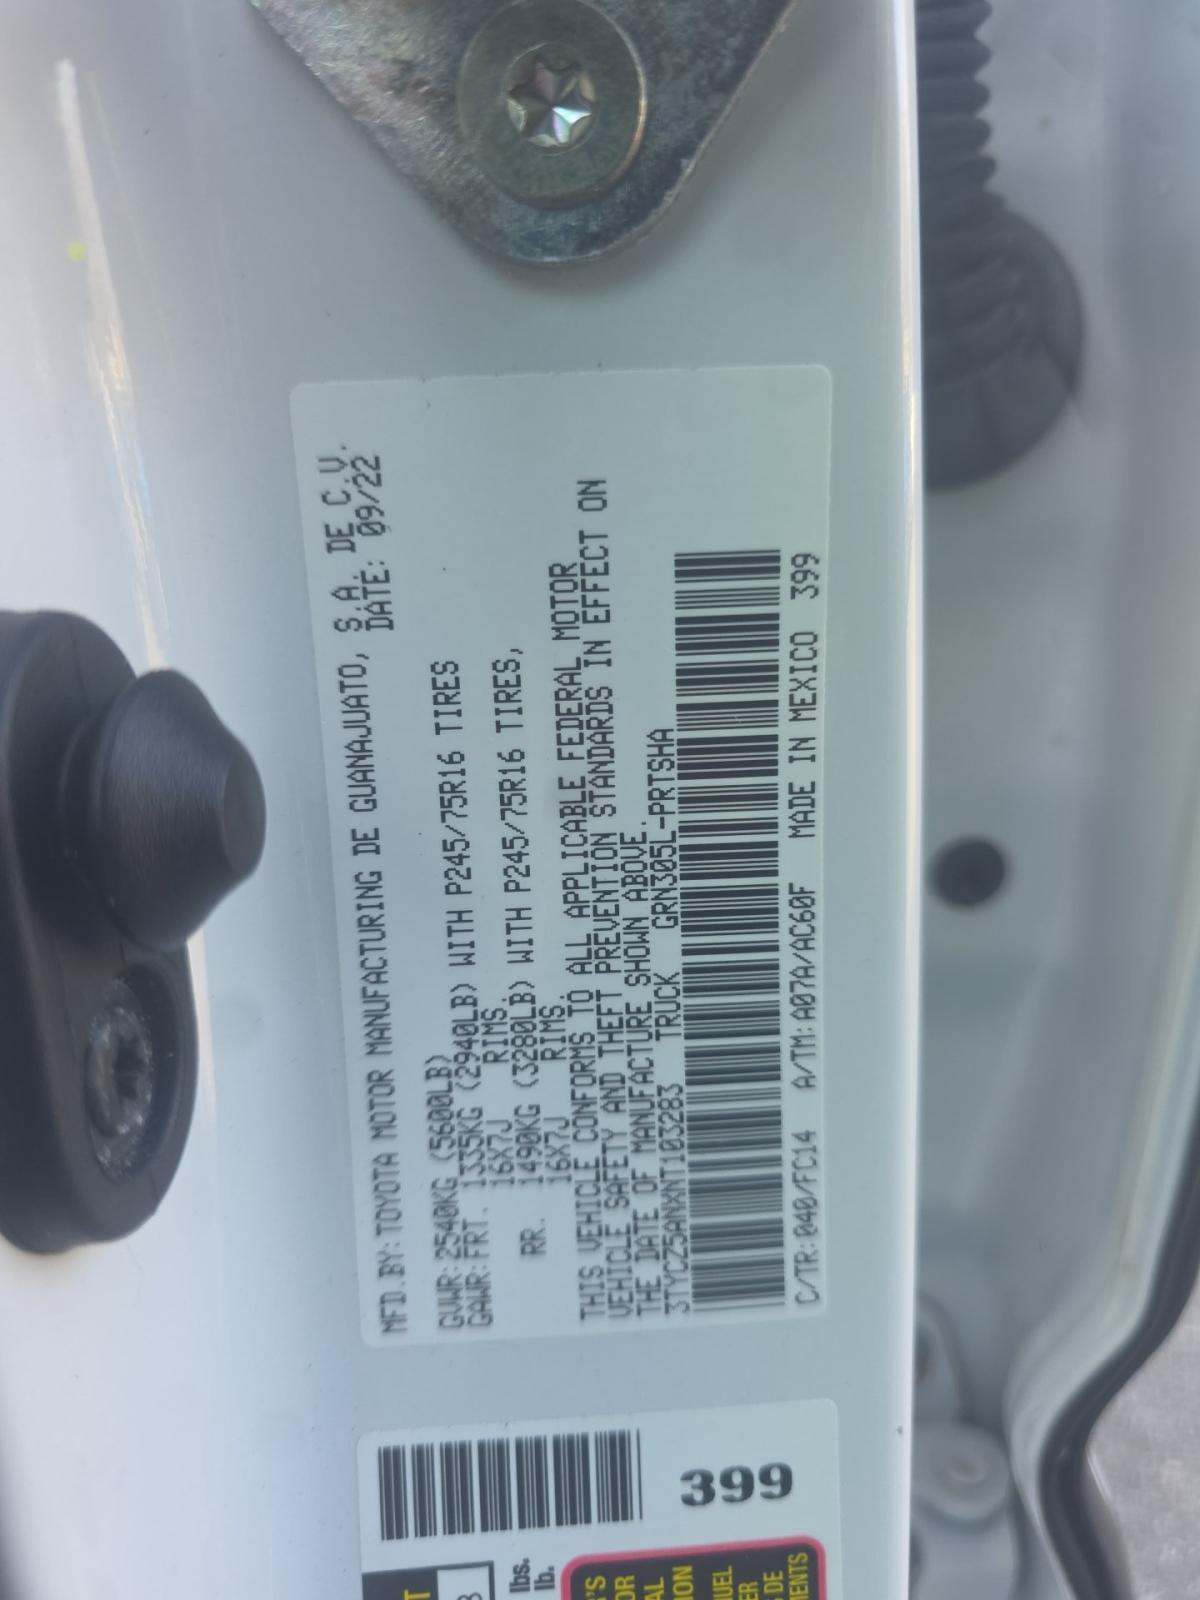 MFD.BY:TOYOTA MOTOR MANUFACTURING DE GUANAJUATO, S.A. DE C.V.
DATE: 09/22
GVWR:2540KG (5600LB)
GAWR:FRT. 1335KG (2940LB) WITH P245/75R16 TIRES
16X7J RIMS.
RR. 1490KG (3280LB) WITH P245/75R16 TIRES,
16X7J RIMS.
THIS VEHICLE CONFORMS TO ALL APPLICABLE FEDERAL MOTOR
VEHICLE SAFETY AND THEFT PREVENTION STANDARDS IN EFFECT ON
THE DATE OF MANUFACTURE SHOWN ABOVE.
3TYCZ5ANXNT103283 TRUCK GRN305L-PRTSHA
C/TR:040/FC14 A/TM:A07A/AC60F MADE IN MEXICO 399
399
lbs.
lb.